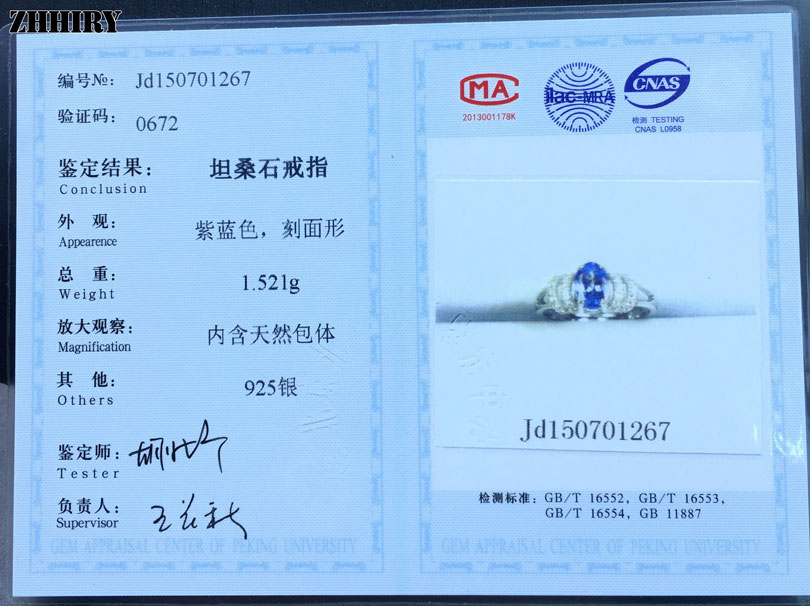 ZHHIRY
编号№: Jd150701267
验证码: 0672
鉴定结果: 坦桑石戒指
Conclusion
外 观: 紫蓝色，刻面形
Appearence
总 重: 1.521g
Weight
放大观察: 内含天然包体
Magnification
其 他: 925银
Others
鉴定师:
Tester
负责人:
Supervisor
GEM APPRAISAL CENTER OF PEKING UNIVERSITY
MA
2013001178K
ilac-MRA
CNAS
检测 TESTING
CNAS L0958
Jd150701267
检测标准: GB/T 16552, GB/T 16553,
GB/T 16554, GB 11887
GEM APPRAISAL CENTER OF PEKING UNIVERSITY